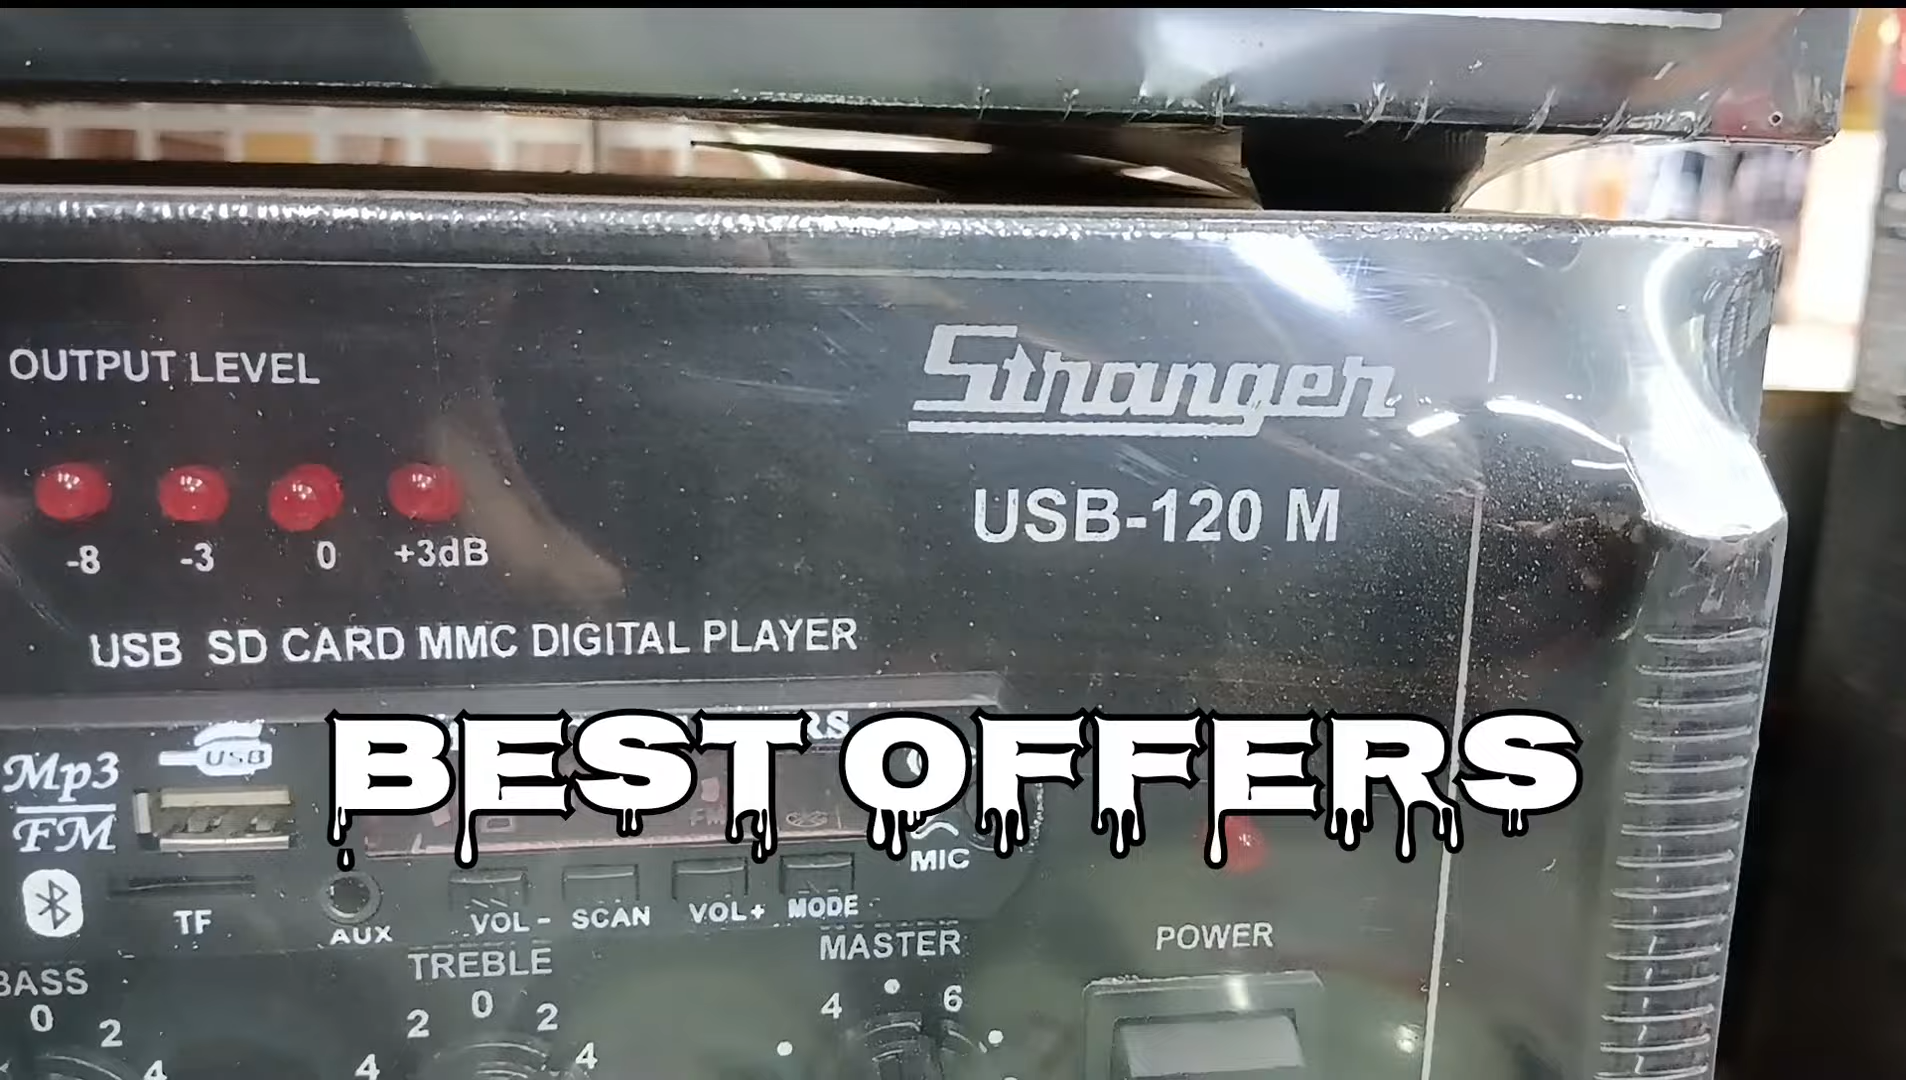 OUTPUT LEVEL
Stranger
USB-120 M
-8 -3 0 +3dB
USB SD CARD MMC DIGITAL PLAYER
BEST OFFERS
Mp3
FM
USB
MIC
TF
AUX
VOL - SCAN VOL+ MODE
BASS
TREBLE
MASTER
POWER
0 2 4
4 2 0 2 4
4 6